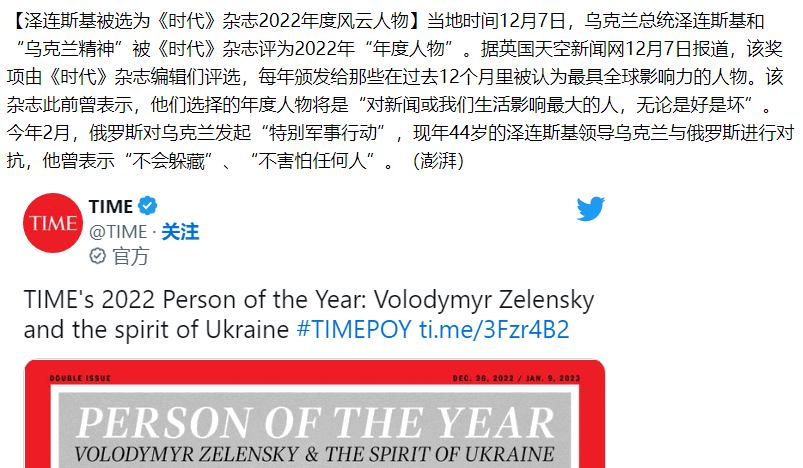 【泽连斯基被选为《时代》杂志2022年度风云人物】当地时间12月7日，乌克兰总统泽连斯基和
“乌克兰精神”被《时代》杂志评为2022年“年度人物”。据英国天空新闻网12月7日报道，该奖
项由《时代》杂志编辑们评选，每年颁发给那些在过去12个月里被认为最具全球影响力的人物。该
杂志此前曾表示，他们选择的年度人物将是“对新闻或我们生活影响最大的人，无论是好是坏”。
今年2月，俄罗斯对乌克兰发起“特别军事行动”，现年44岁的泽连斯基领导乌克兰与俄罗斯进行对
抗，他曾表示“不会躲藏”、“不害怕任何人”。（澎湃）
TIME
TIME
@TIME · 关注
官方
TIME's 2022 Person of the Year: Volodymyr Zelensky
and the spirit of Ukraine #TIMEPOY ti.me/3Fzr4B2
DOUBLE ISSUE
DEC. 26, 2022 / JAN. 9, 2023
PERSON OF THE YEAR
VOLODYMYR ZELENSKY & THE SPIRIT OF UKRAINE